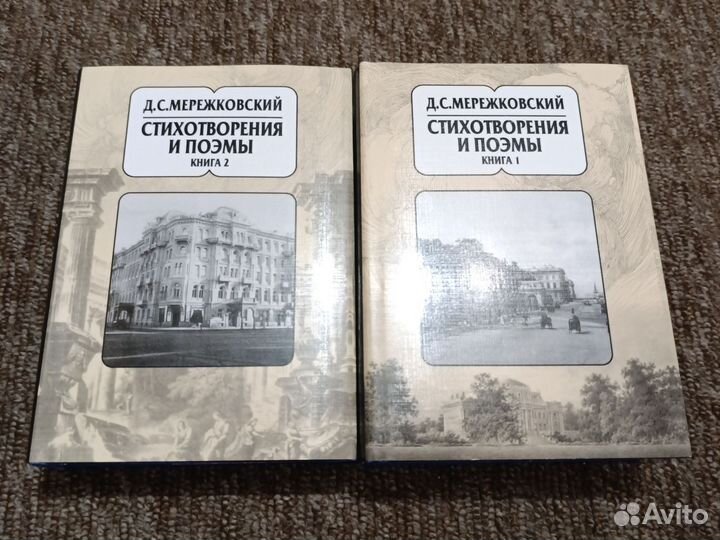 Д.С.МЕРЕЖКОВСКИЙ
СТИХОТВОРЕНИЯ
И ПОЭМЫ
КНИГА 2
Д.С.МЕРЕЖКОВСКИЙ
СТИХОТВОРЕНИЯ
И ПОЭМЫ
КНИГА 1
Avito